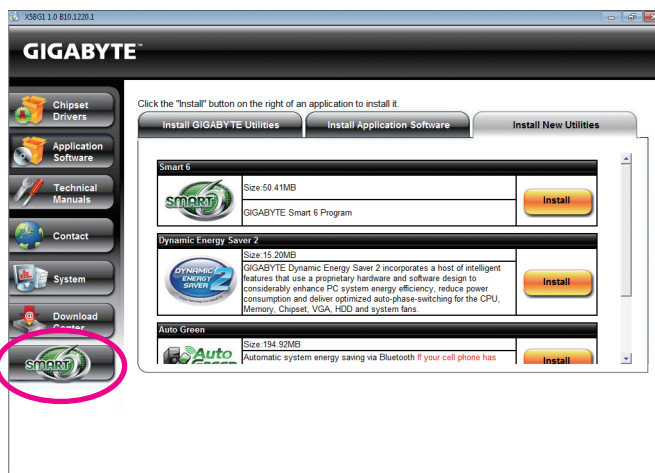 X58G1 1.0 B10.1220.1
GIGABYTE™
Chipset
Drivers
Application
Software
Technical
Manuals
Contact
System
Download
Center
SMART6
Click the "Install" button on the right of an application to install it.
Install GIGABYTE Utilities
Install Application Software
Install New Utilities
Smart 6
SMART6
Size:50.41MB
GIGABYTE Smart 6 Program
Install
Dynamic Energy Saver 2
DYNAMIC
ENERGY
SAVER 2
Size:15.20MB
GIGABYTE Dynamic Energy Saver 2 incorporates a host of intelligent
features that use a proprietary hardware and software design to
considerably enhance PC system energy efficiency, reduce power
consumption and deliver optimized auto-phase-switching for the CPU,
Memory, Chipset, VGA, HDD and system fans.
Install
Auto Green
Auto
Size:194.92MB
Automatic system energy saving via Bluetooth If your cell phone has
Install